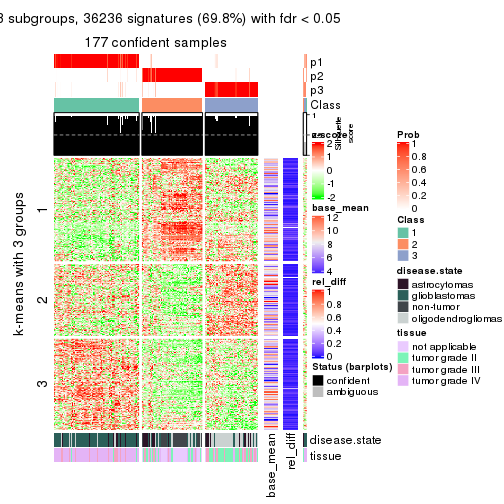 3 subgroups, 36236 signatures (69.8%) with fdr < 0.05
177 confident samples
p1
p2
p3
Class
1
Silhouette
score
k-means with 3 groups
1
2
3
z-score
2
1
0
-1
-2
base_mean
12
10
8
6
4
rel_diff
1
0.8
0.6
0.4
0.2
0
Status (barplots)
confident
ambiguous
Prob
1
0.8
0.6
0.4
0.2
0
Class
1
2
3
disease.state
astrocytomas
glioblastomas
non-tumor
oligodendrogliomas
tissue
not applicable
tumor grade II
tumor grade III
tumor grade IV
disease.state
tissue
base_mean
rel_diff